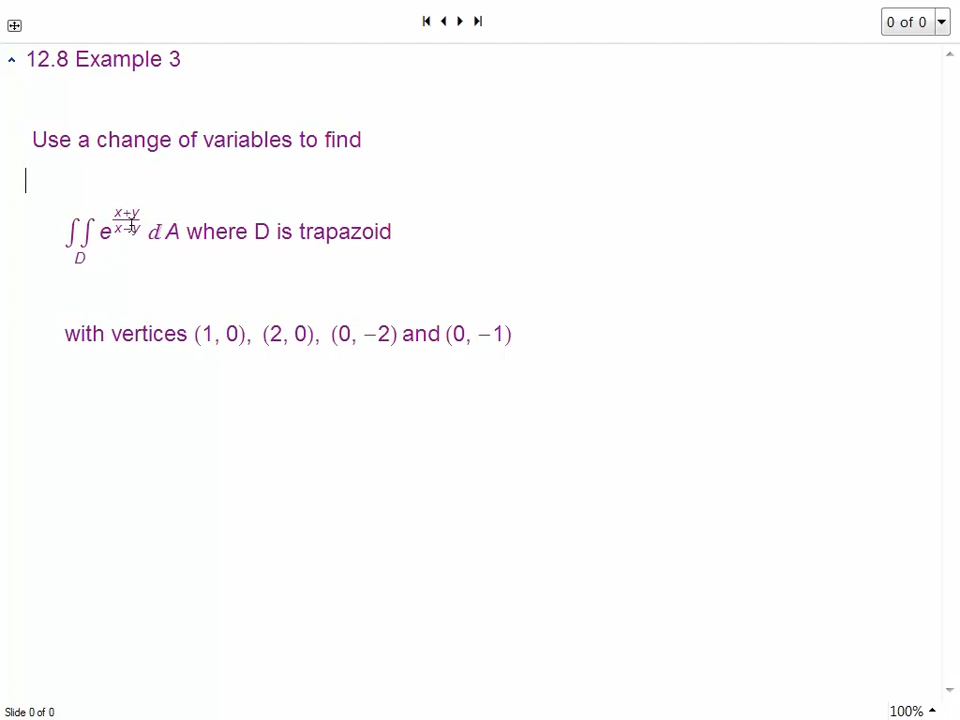 0 of 0
12.8 Example 3
Use a change of variables to find
∫∫_D e^((x+y)/(x−y)) dA where D is trapazoid
with vertices (1, 0), (2, 0), (0, −2) and (0, −1)
Slide 0 of 0
100%